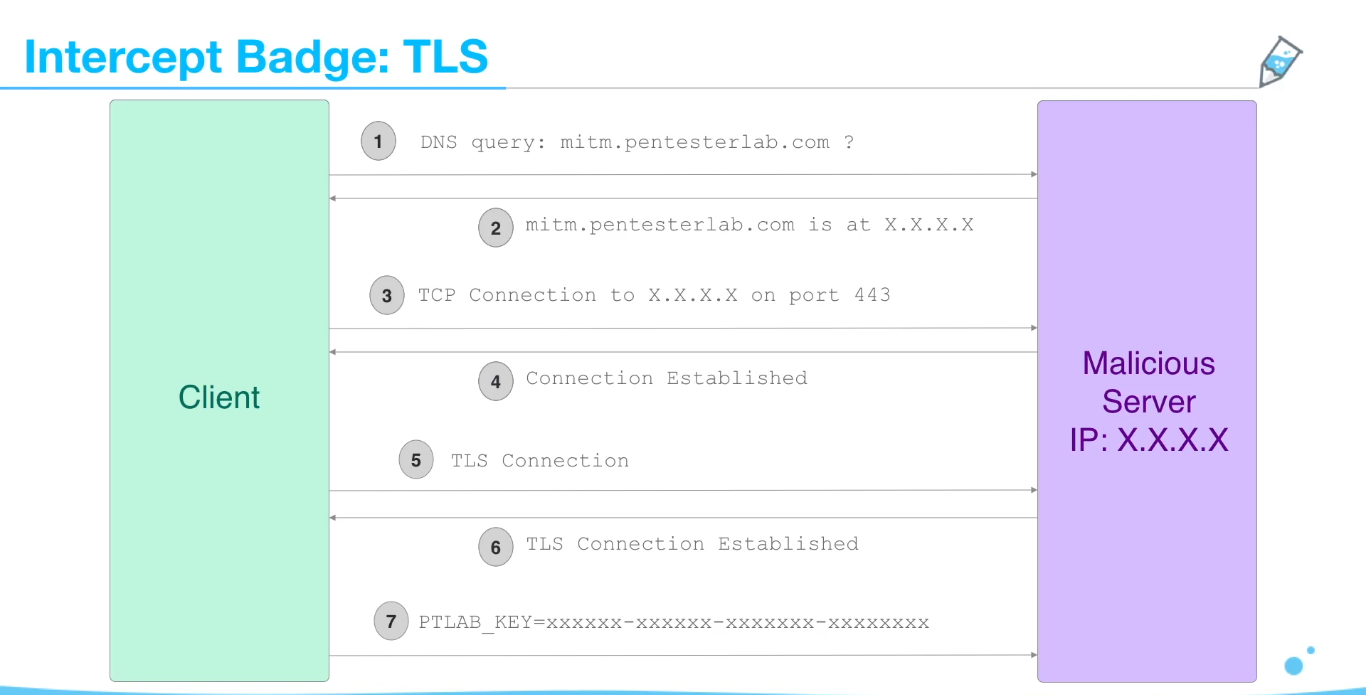 Intercept Badge: TLS
1 DNS query: mitm.pentesterlab.com ?
2 mitm.pentesterlab.com is at X.X.X.X
3 TCP Connection to X.X.X.X on port 443
4 Connection Established
5 TLS Connection
6 TLS Connection Established
7 PTLAB_KEY=xxxxxx-xxxxxx-xxxxxxx-xxxxxxxx
Client
Malicious
Server
IP: X.X.X.X